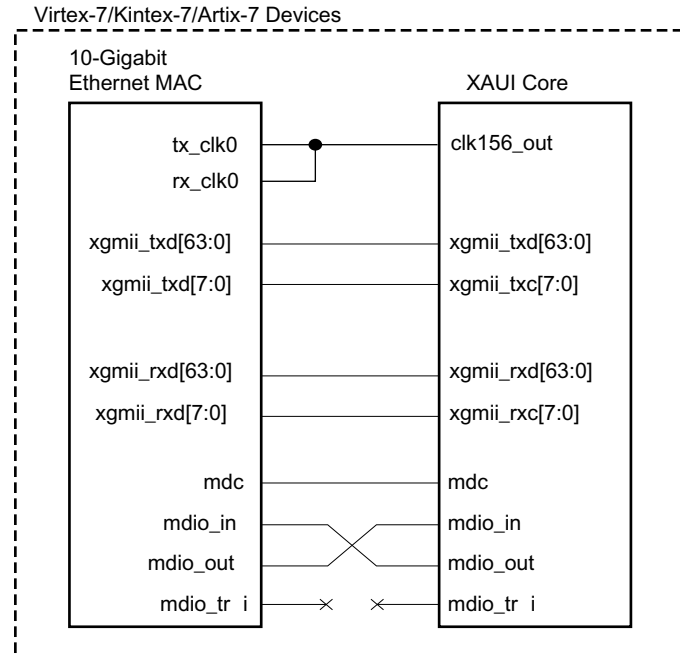 Virtex-7/Kintex-7/Artix-7 Devices
10-Gigabit
Ethernet MAC
XAUI Core
tx_clk0
clk156_out
rx_clk0
xgmii_txd[63:0]
xgmii_txd[63:0]
xgmii_txd[7:0]
xgmii_txc[7:0]
xgmii_rxd[63:0]
xgmii_rxd[63:0]
xgmii_rxd[7:0]
xgmii_rxc[7:0]
mdc
mdc
mdio_in
mdio_in
mdio_out
mdio_out
mdio_tr i
mdio_tr i